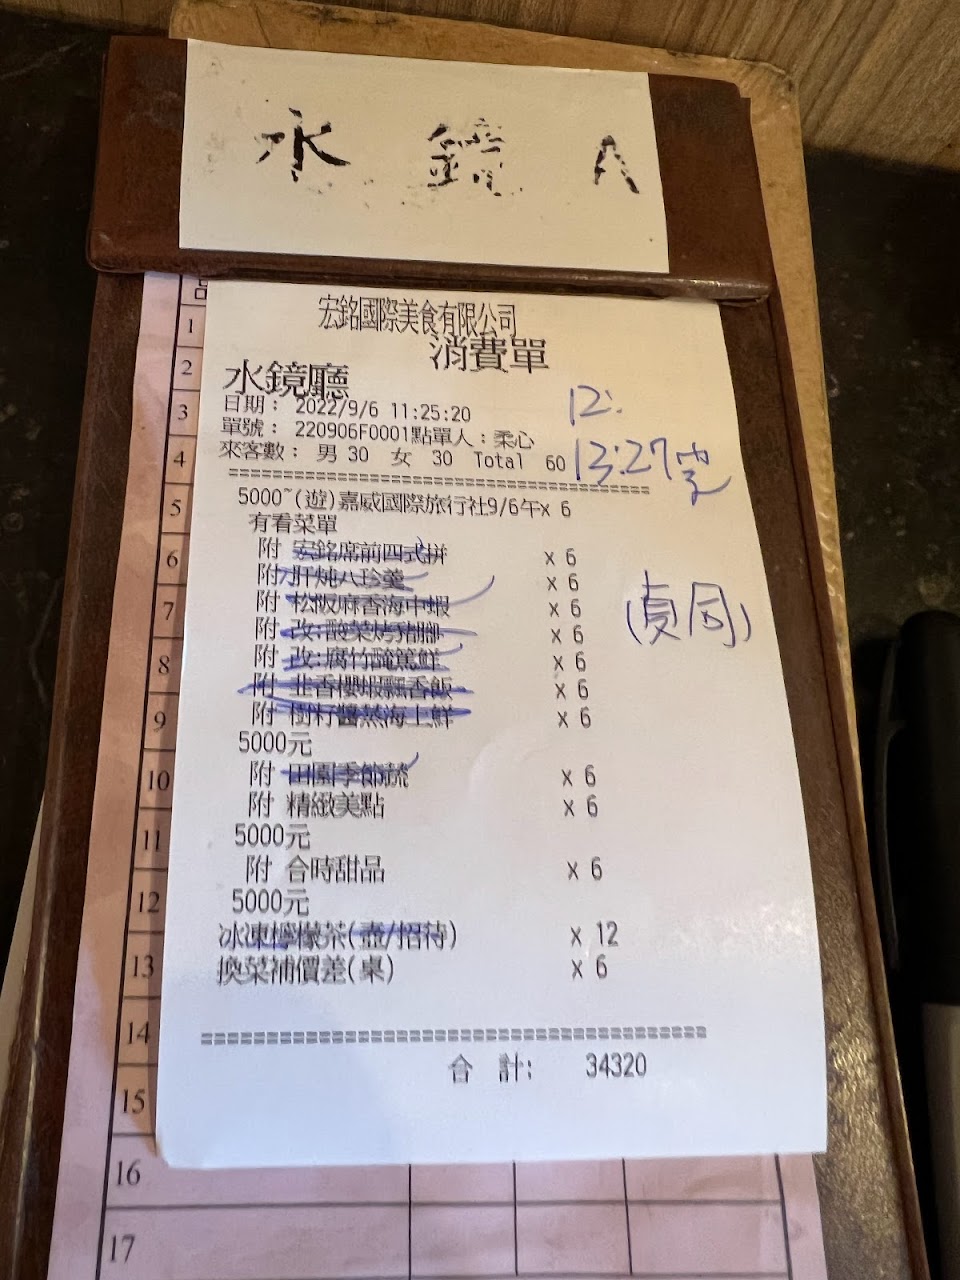 水鏡A
宏銘國際美食有限公司
消費單
水鏡廳
日期： 2022/9/6 11:25:20
12:
單號： 220906F0001點單人：柔心
來客數： 男 30 女 30 Total 60
13:27
==========================================
5000~(遊)嘉威國際旅行社9/6午x 6
有看菜單
附 宏銘席前四式拼 x 6
附 肝燉八珍羹 x 6
附 松阪麻香海中蝦 x 6
附 改:酸菜烤豬腳 x 6
附 改:腐竹醃篤鮮 x 6
附 韭香櫻蝦飄香飯 x 6
附 樹籽醬蒸海上鮮 x 6
5000元
附 田園季節蔬 x 6
附 精緻美點 x 6
5000元
附 合時甜品 x 6
5000元
冰凍檸檬茶(壺/招待) x 12
換菜補價差(桌) x 6
==========================================
合 計: 34320
品
1
2
3
4
5
6
7
8
9
10
11
12
13
14
15
16
17